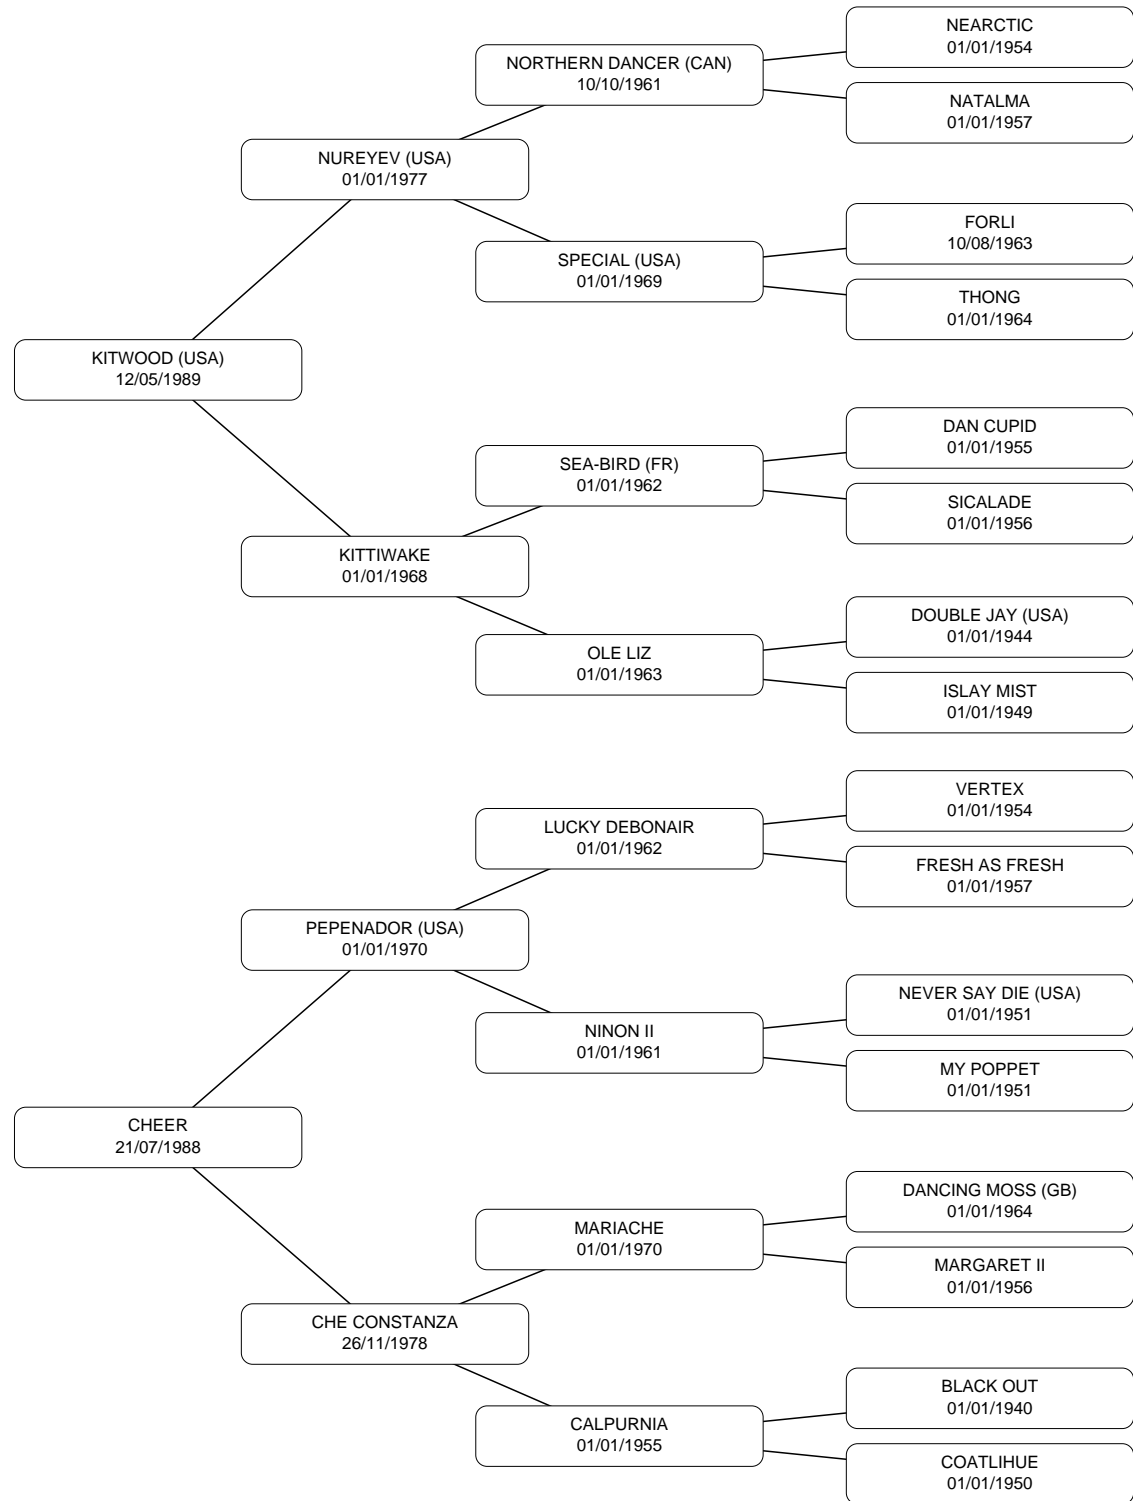 NEARCTIC
01/01/1954
NORTHERN DANCER (CAN)
10/10/1961
NATALMA
01/01/1957
NUREYEV (USA)
01/01/1977
FORLI
10/08/1963
SPECIAL (USA)
01/01/1969
THONG
01/01/1964
KITWOOD (USA)
12/05/1989
DAN CUPID
01/01/1955
SEA-BIRD (FR)
01/01/1962
SICALADE
01/01/1956
KITTIWAKE
01/01/1968
DOUBLE JAY (USA)
01/01/1944
OLE LIZ
01/01/1963
ISLAY MIST
01/01/1949
VERTEX
01/01/1954
LUCKY DEBONAIR
01/01/1962
FRESH AS FRESH
01/01/1957
PEPENADOR (USA)
01/01/1970
NEVER SAY DIE (USA)
01/01/1951
NINON II
01/01/1961
MY POPPET
01/01/1951
CHEER
21/07/1988
DANCING MOSS (GB)
01/01/1964
MARIACHE
01/01/1970
MARGARET II
01/01/1956
CHE CONSTANZA
26/11/1978
BLACK OUT
01/01/1940
CALPURNIA
01/01/1955
COATLIHUE
01/01/1950